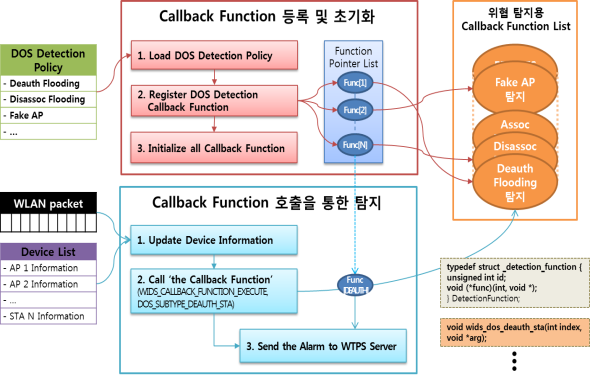 Callback Function 등록 및 초기화
위협 탐지용
Callback Function List
DOS Detection
Policy
- Deauth Flooding
- Disassoc Flooding
- Fake AP
- ...
1. Load DOS Detection Policy
2. Register DOS Detection
Callback Function
3. Initialize all Callback Function
Function
Pointer List
Func[1]
Func[2]
Func[N]
Fake AP
탐지
Assoc
Disassoc
Deauth
Flooding
탐지
WLAN packet
Device List
- AP 1 Information
- AP 2 Information
- ...
- STA N Information
Callback Function 호출을 통한 탐지
1. Update Device Information
2. Call ‘the Callback Function’
(WIDS_CALLBACK_FUNCTION_EXECUTE,
DOS_SUBTYPE_DEAUTH_STA)
3. Send the Alarm to WTPS Server
Func
typedef struct _detection_function {
unsigned int id;
void (*func)(int, void *);
} DetectionFunction;
void wids_dos_deauth_sta(int index,
void *arg);